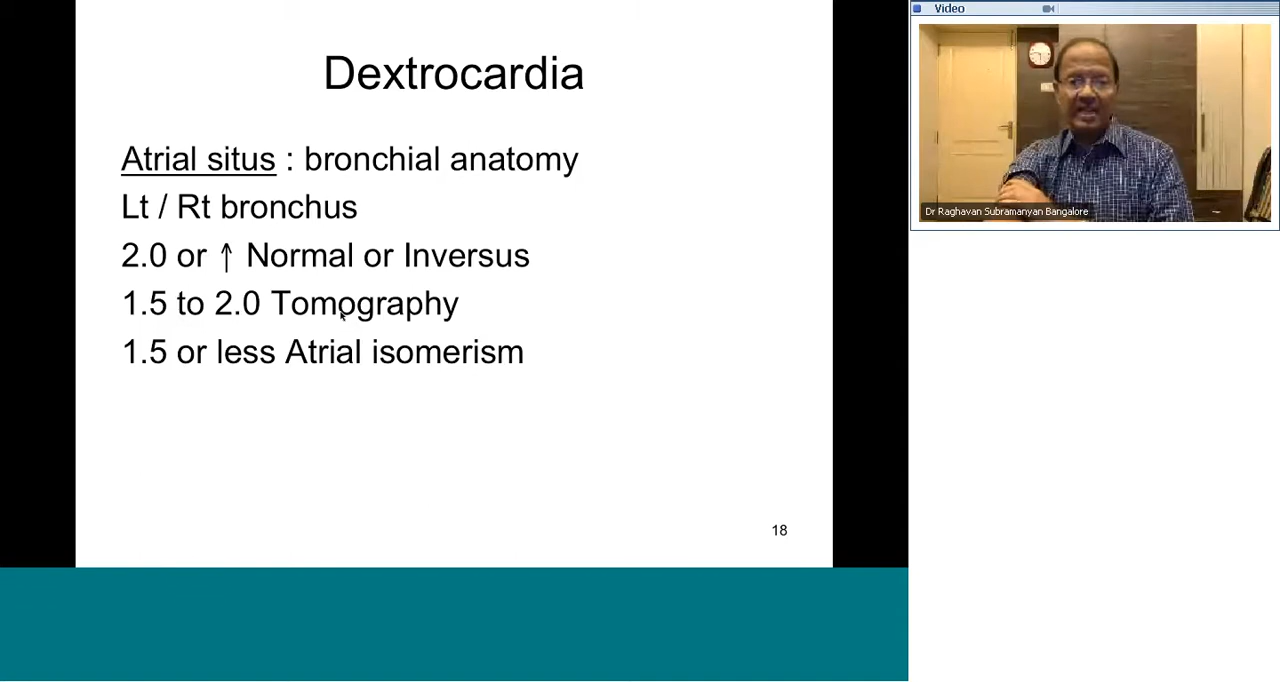 Dextrocardia
Atrial situs : bronchial anatomy
Lt / Rt bronchus
2.0 or ↑ Normal or Inversus
1.5 to 2.0 Tomography
1.5 or less Atrial isomerism
18
Video
Dr Raghavan Subramanyan Bangalore